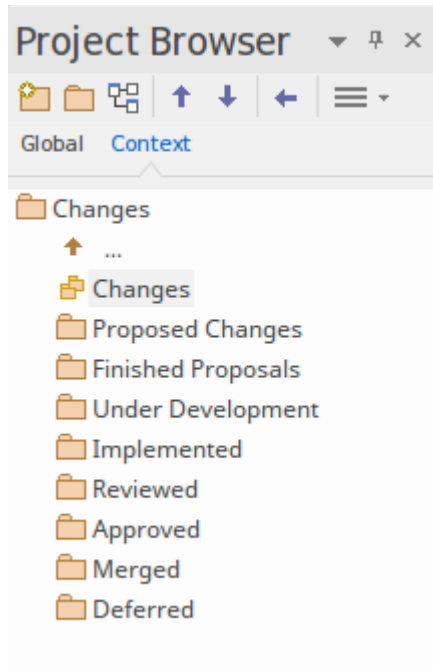 Project Browser
Global Context
Changes
...
Changes
Proposed Changes
Finished Proposals
Under Development
Implemented
Reviewed
Approved
Merged
Deferred